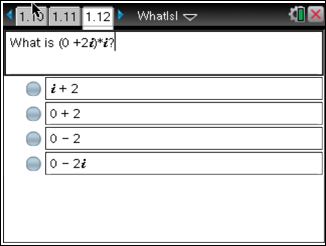 1.10 1.11 1.12 WhatIsI
What is (0 +2i)*i?
i + 2
0 + 2
0 − 2
0 − 2i